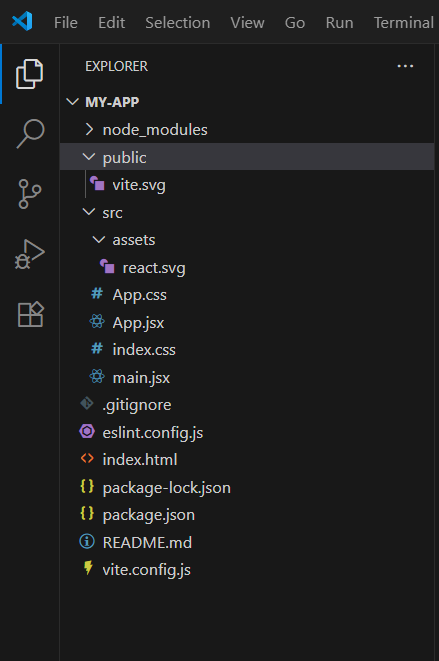 File Edit Selection View Go Run Terminal
EXPLORER ...
MY-APP
node_modules
public
vite.svg
src
assets
react.svg
# App.css
App.jsx
# index.css
main.jsx
.gitignore
eslint.config.js
<> index.html
{} package-lock.json
{} package.json
README.md
vite.config.js